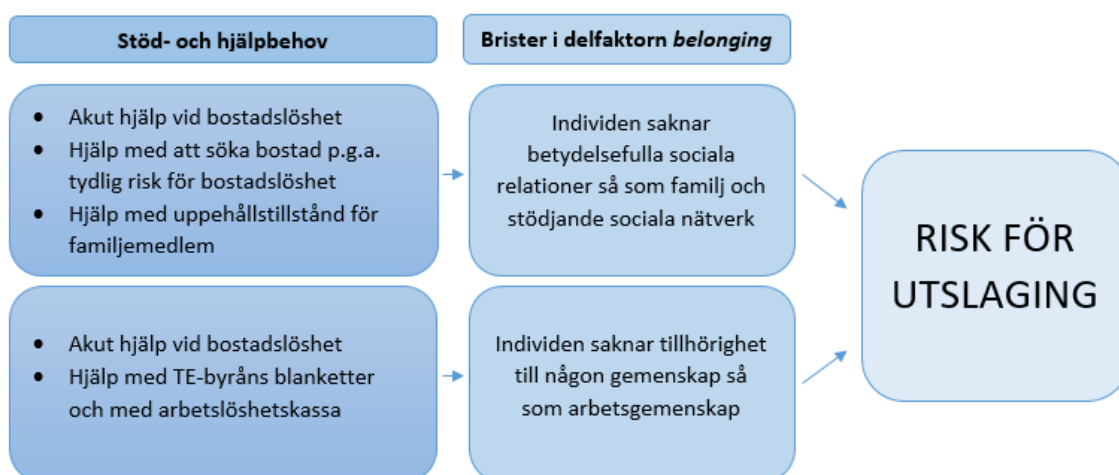 Stöd- och hjälpbehov
Brister i delfaktorn belonging
• Akut hjälp vid bostadslöshet
• Hjälp med att söka bostad p.g.a.
tydlig risk för bostadslöshet
• Hjälp med uppehållstillstånd för
familjemedlem
Individen saknar
betydelsefulla sociala
relationer så som familj och
stödjande sociala nätverk
• Akut hjälp vid bostadslöshet
• Hjälp med TE-byråns blanketter
och med arbetslöshetskassa
Individen saknar tillhörighet
till någon gemenskap så
som arbetsgemenskap
RISK FÖR
UTSLAGING